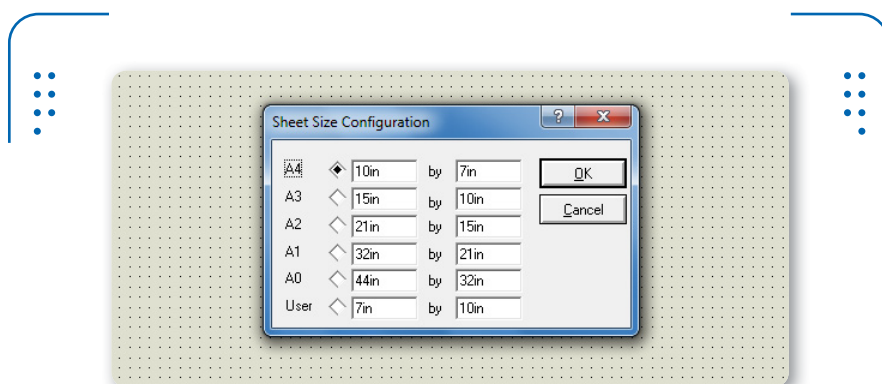 Sheet Size Configuration
A4 10in by 7in OK
A3 15in by 10in Cancel
A2 21in by 15in
A1 32in by 21in
A0 44in by 32in
User 7in by 10in